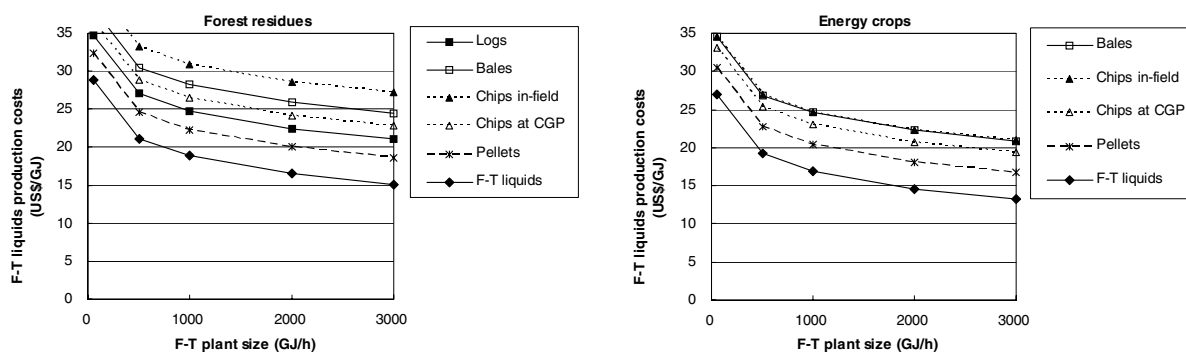 Forest residues
F-T liquids production costs
(US$/GJ)
35
30
25
20
15
10
5
0
0
1000
2000
3000
F-T plant size (GJ/h)
Logs
Bales
Chips in-field
Chips at CGP
Pellets
F-T liquids
Energy crops
F-T liquids production costs
(US$/GJ)
35
30
25
20
15
10
5
0
0
1000
2000
3000
F-T plant size (GJ/h)
Bales
Chips in-field
Chips at CGP
Pellets
F-T liquids